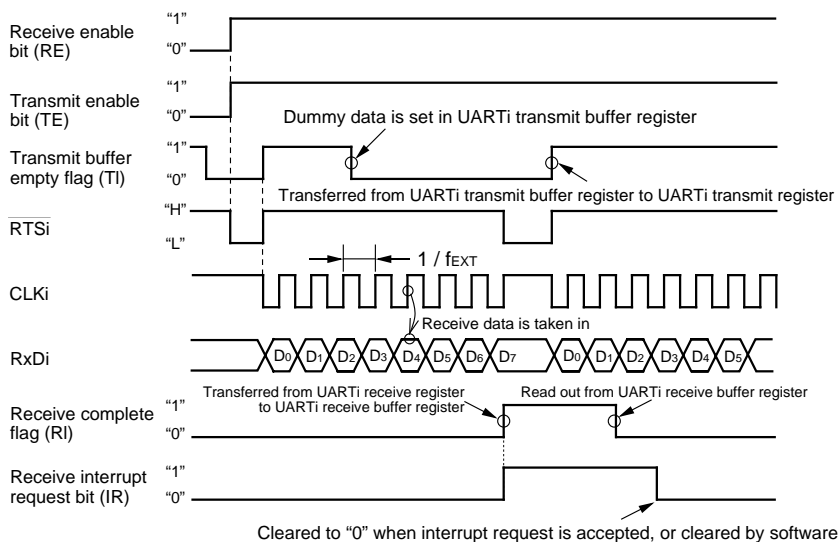 Receive enable
bit (RE)
“1”
“0”
Transmit enable
bit (TE)
“1”
“0”
Dummy data is set in UARTi transmit buffer register
Transmit buffer
empty flag (Tl)
“1”
“0”
Transferred from UARTi transmit buffer register to UARTi transmit register
RTSi
“H”
“L”
1 / fEXT
CLKi
Receive data is taken in
RxDi
D0 D1 D2 D3 D4 D5 D6 D7 D0 D1 D2 D3 D4 D5
Transferred from UARTi receive register
to UARTi receive buffer register
Read out from UARTi receive buffer register
Receive complete
flag (Rl)
“1”
“0”
Receive interrupt
request bit (IR)
“1”
“0”
Cleared to “0” when interrupt request is accepted, or cleared by software